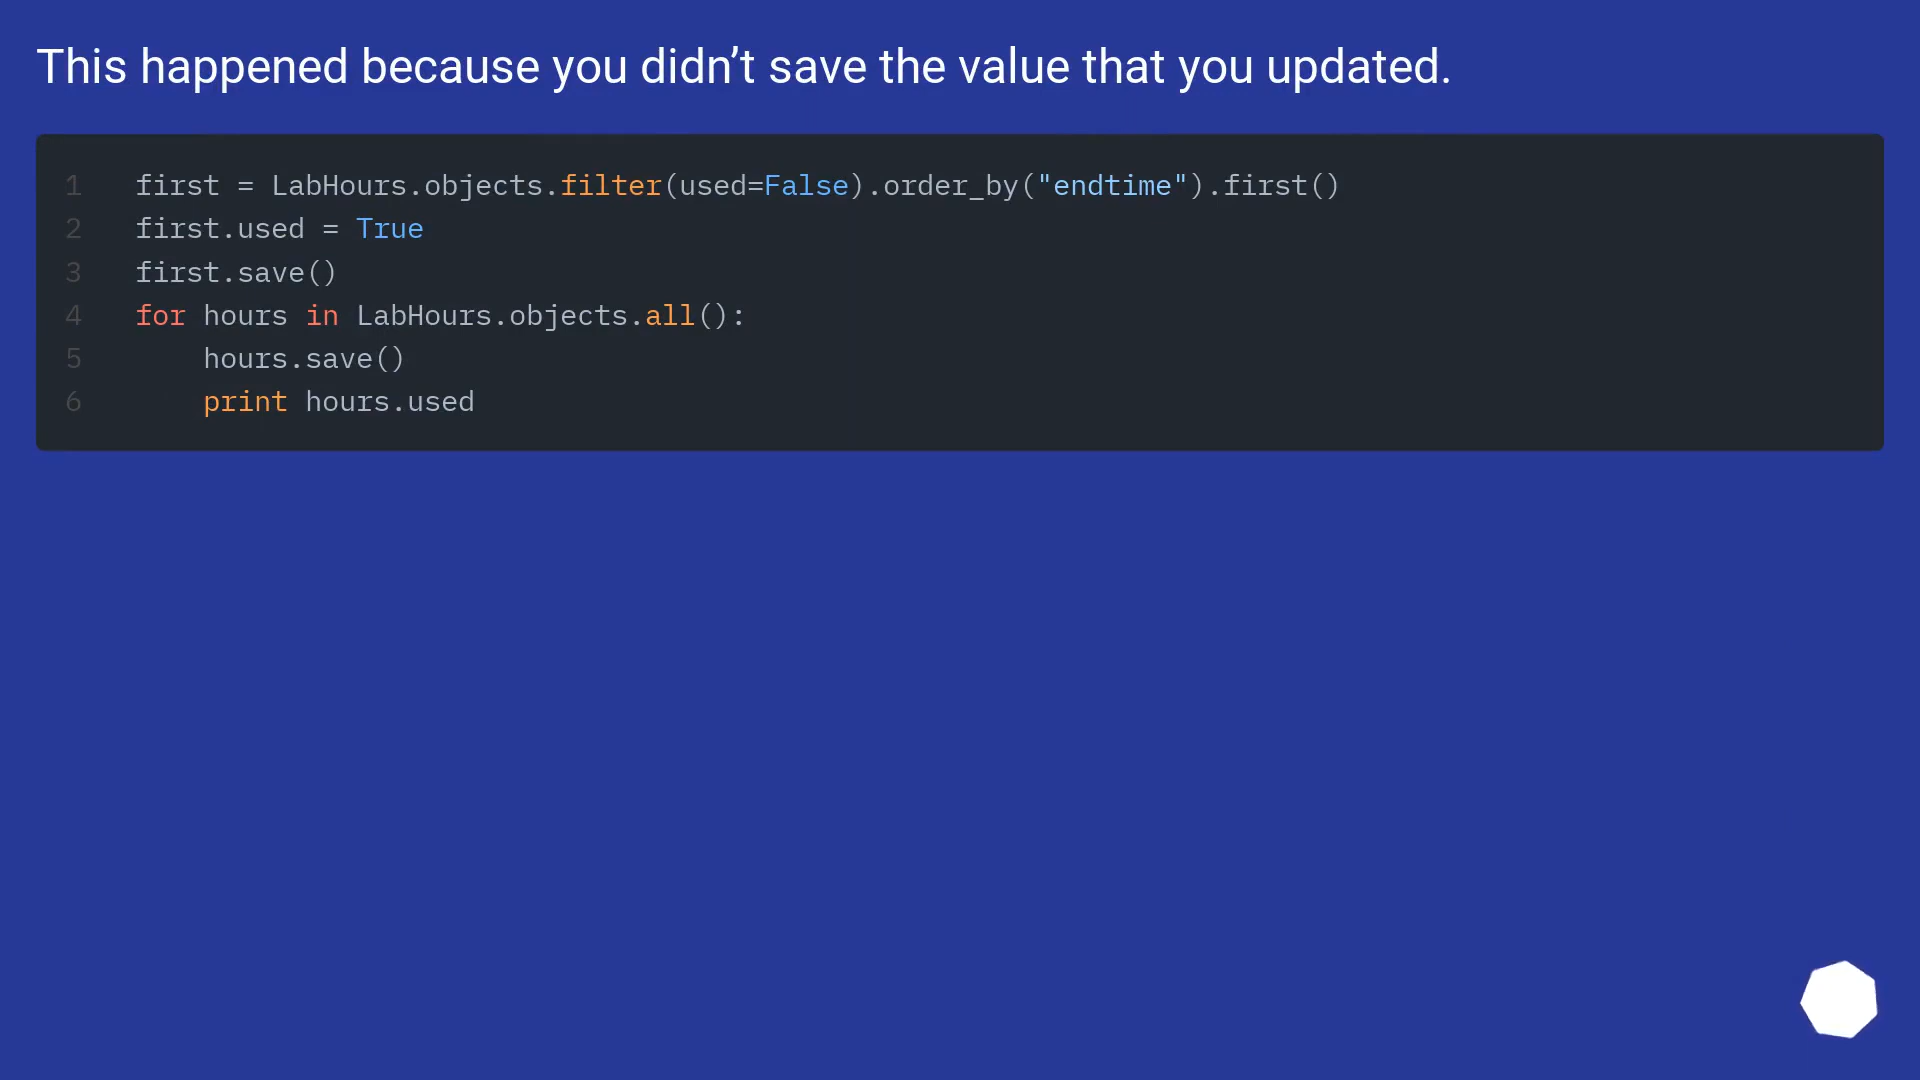 This happened because you didn’t save the value that you updated.
1 first = LabHours.objects.filter(used=False).order_by("endtime").first()
2 first.used = True
3 first.save()
4 for hours in LabHours.objects.all():
5     hours.save()
6     print hours.used